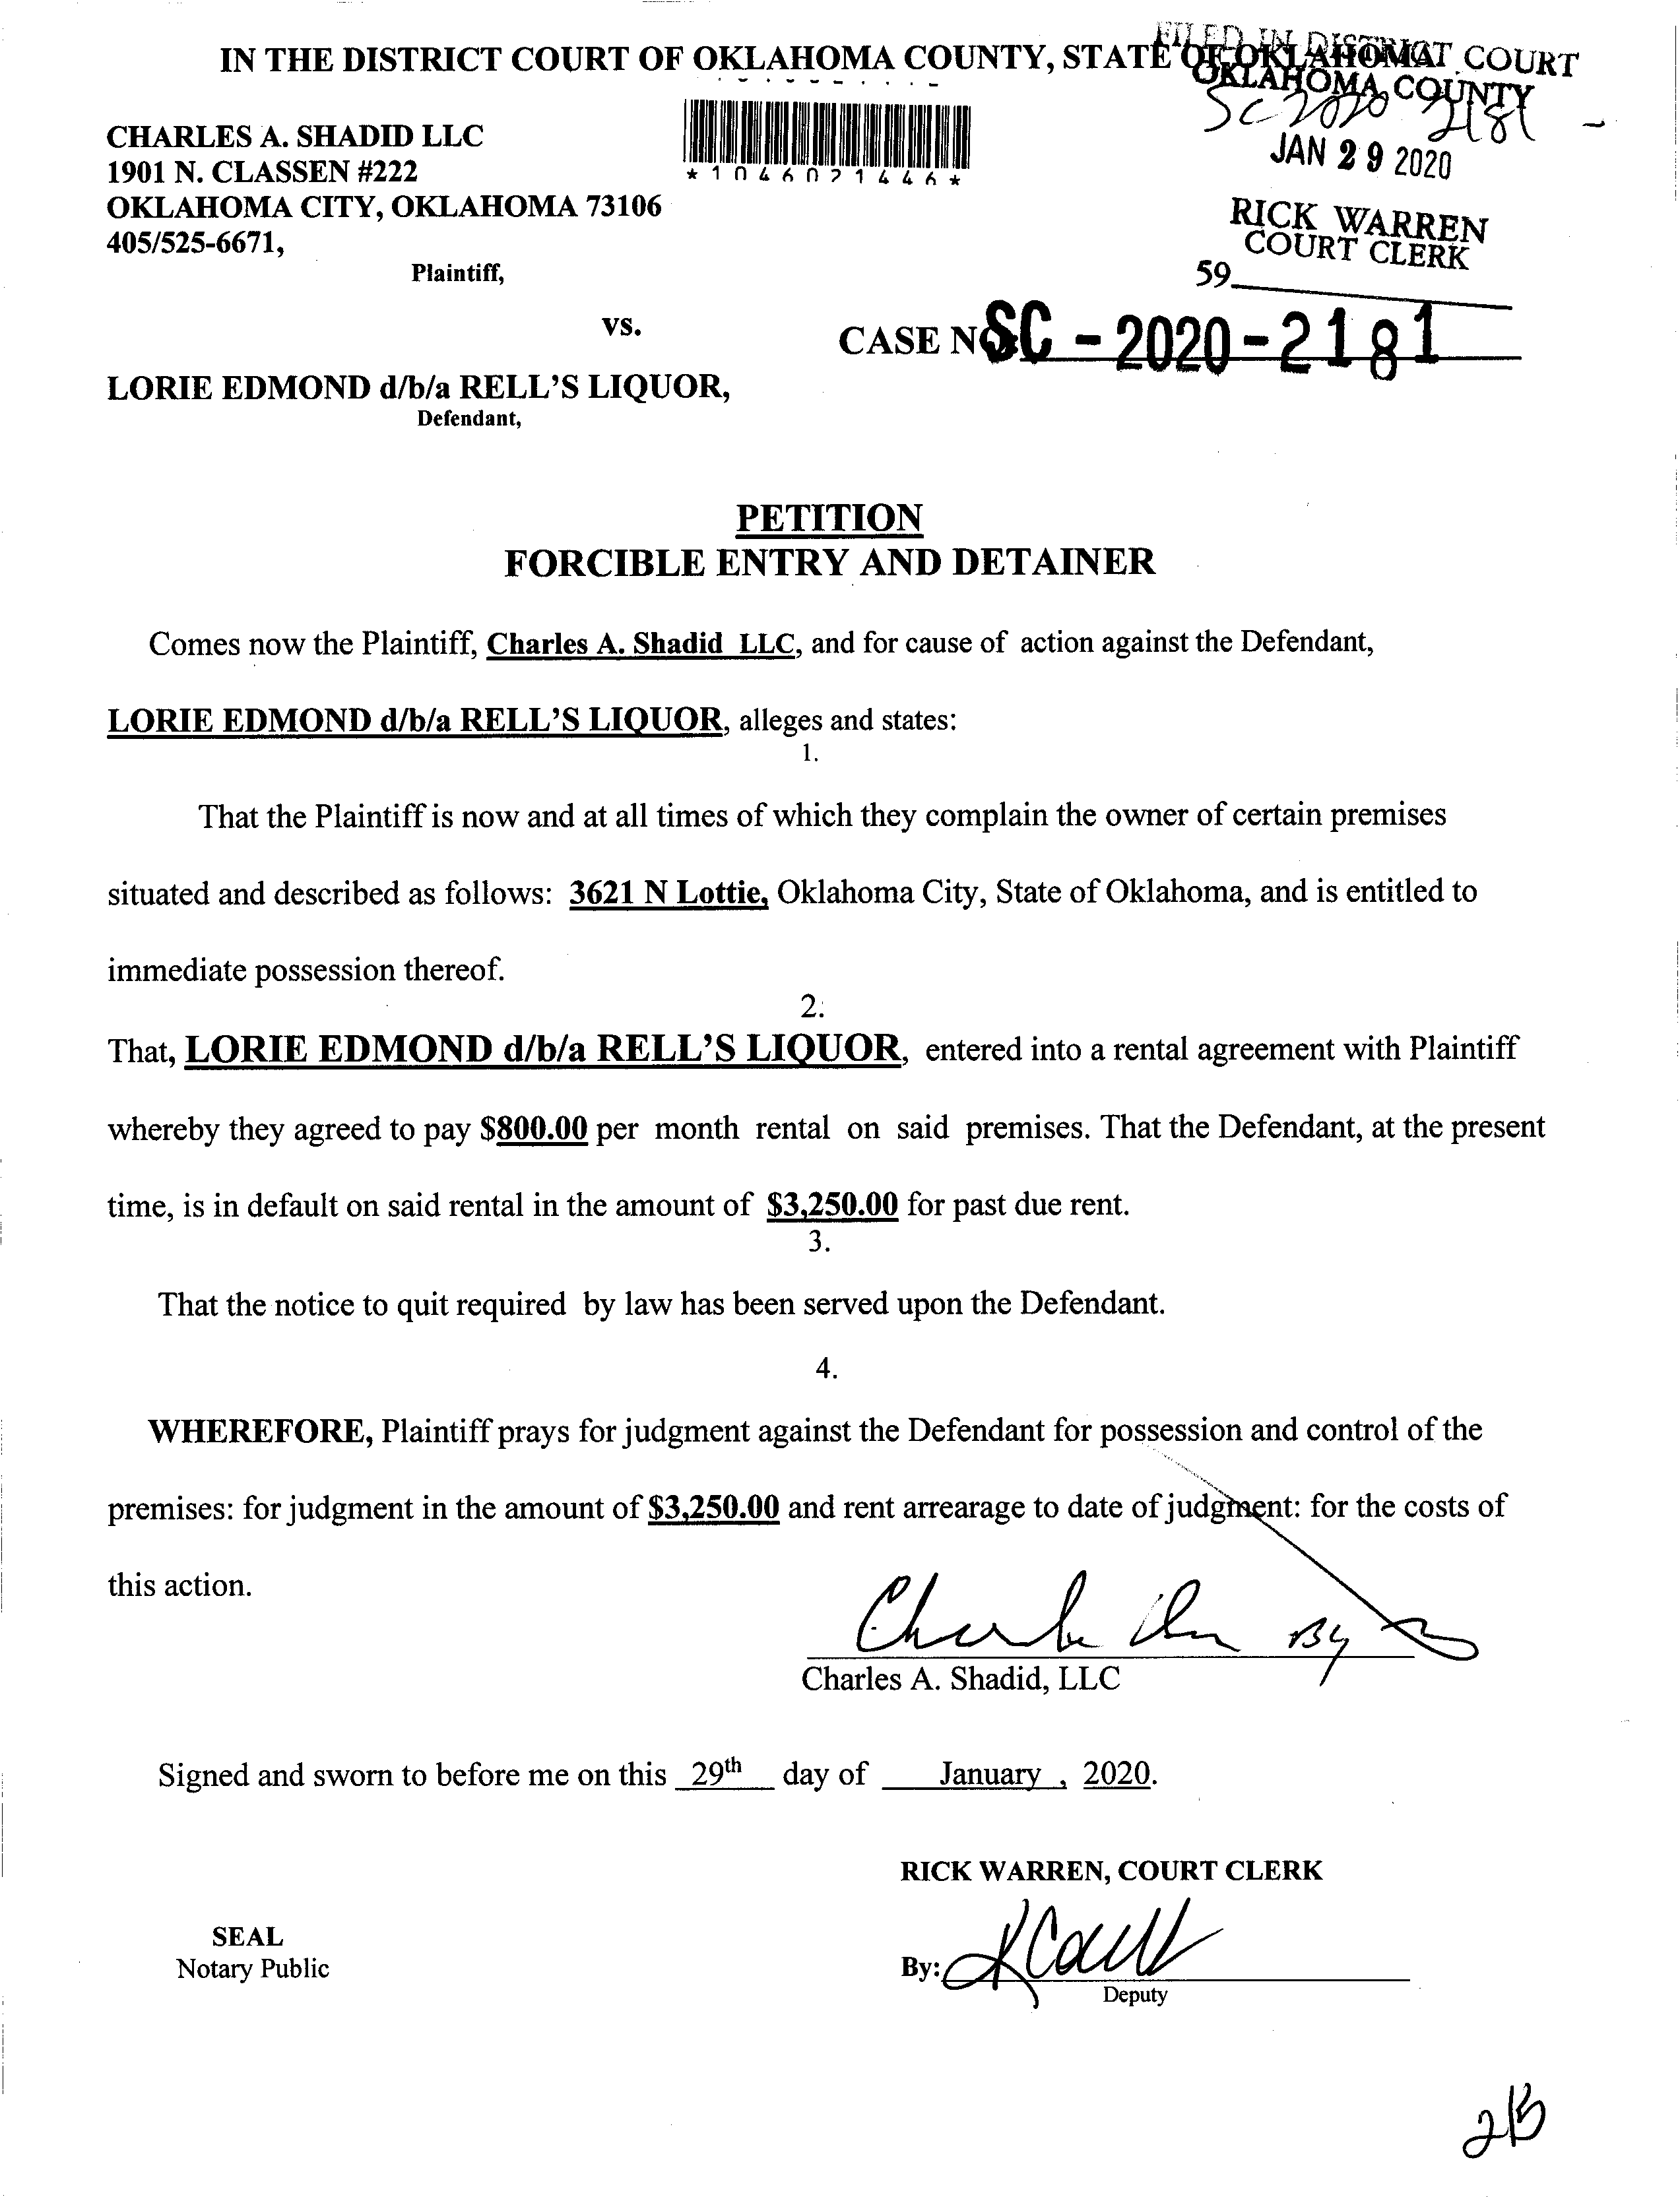 IN THE DISTRICT COURT OF OKLAHOMA COUNTY, STATE OF OKLAHOMA
FILED IN DISTRICT COURT
OKLAHOMA COUNTY
SC 2020 2181 -
JAN 29 2020
RICK WARREN
COURT CLERK
59
CHARLES A. SHADID LLC
1901 N. CLASSEN #222
OKLAHOMA CITY, OKLAHOMA 73106
405/525-6671,
*1046021446*
Plaintiff,
vs.
CASE NO. SC - 2020 - 2181
LORIE EDMOND d/b/a RELL'S LIQUOR,
Defendant,
PETITION
FORCIBLE ENTRY AND DETAINER
Comes now the Plaintiff, Charles A. Shadid LLC, and for cause of action against the Defendant,
LORIE EDMOND d/b/a RELL'S LIQUOR, alleges and states:
1.
That the Plaintiff is now and at all times of which they complain the owner of certain premises
situated and described as follows: 3621 N Lottie, Oklahoma City, State of Oklahoma, and is entitled to
immediate possession thereof.
2.
That, LORIE EDMOND d/b/a RELL'S LIQUOR, entered into a rental agreement with Plaintiff
whereby they agreed to pay $800.00 per month rental on said premises. That the Defendant, at the present
time, is in default on said rental in the amount of $3,250.00 for past due rent.
3.
That the notice to quit required by law has been served upon the Defendant.
4.
WHEREFORE, Plaintiff prays for judgment against the Defendant for possession and control of the
premises: for judgment in the amount of $3,250.00 and rent arrearage to date of judgment: for the costs of
this action.
By
Charles A. Shadid, LLC
Signed and sworn to before me on this 29th day of January , 2020.
RICK WARREN, COURT CLERK
SEAL
Notary Public
By:
Deputy